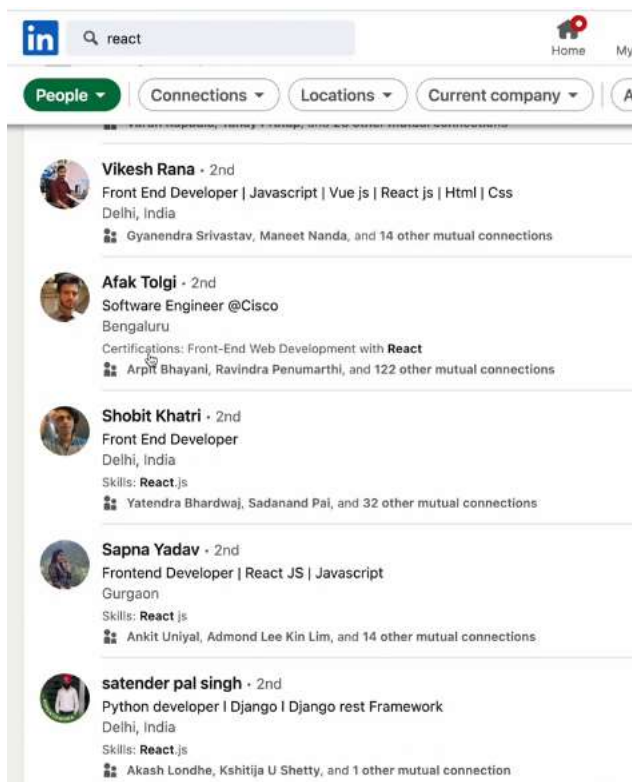 in
react
Home
My
People
Connections
Locations
Current company
A
Vikesh Rana • 2nd
Front End Developer | Javascript | Vue js | React js | Html | Css
Delhi, India
Gyanendra Srivastav, Maneet Nanda, and 14 other mutual connections
Afak Tolgi • 2nd
Software Engineer @Cisco
Bengaluru
Certifications: Front-End Web Development with React
Arpit Bhayani, Ravindra Penumarthi, and 122 other mutual connections
Shobit Khatri • 2nd
Front End Developer
Delhi, India
Skills: React.js
Yatendra Bhardwaj, Sadanand Pai, and 32 other mutual connections
Sapna Yadav • 2nd
Frontend Developer | React JS | Javascript
Gurgaon
Skills: React js
Ankit Uniyal, Admond Lee Kin Lim, and 14 other mutual connections
satender pal singh • 2nd
Python developer l Django l Django rest Framework
Delhi, India
Skills: React.js
Akash Londhe, Kshitija U Shetty, and 1 other mutual connection